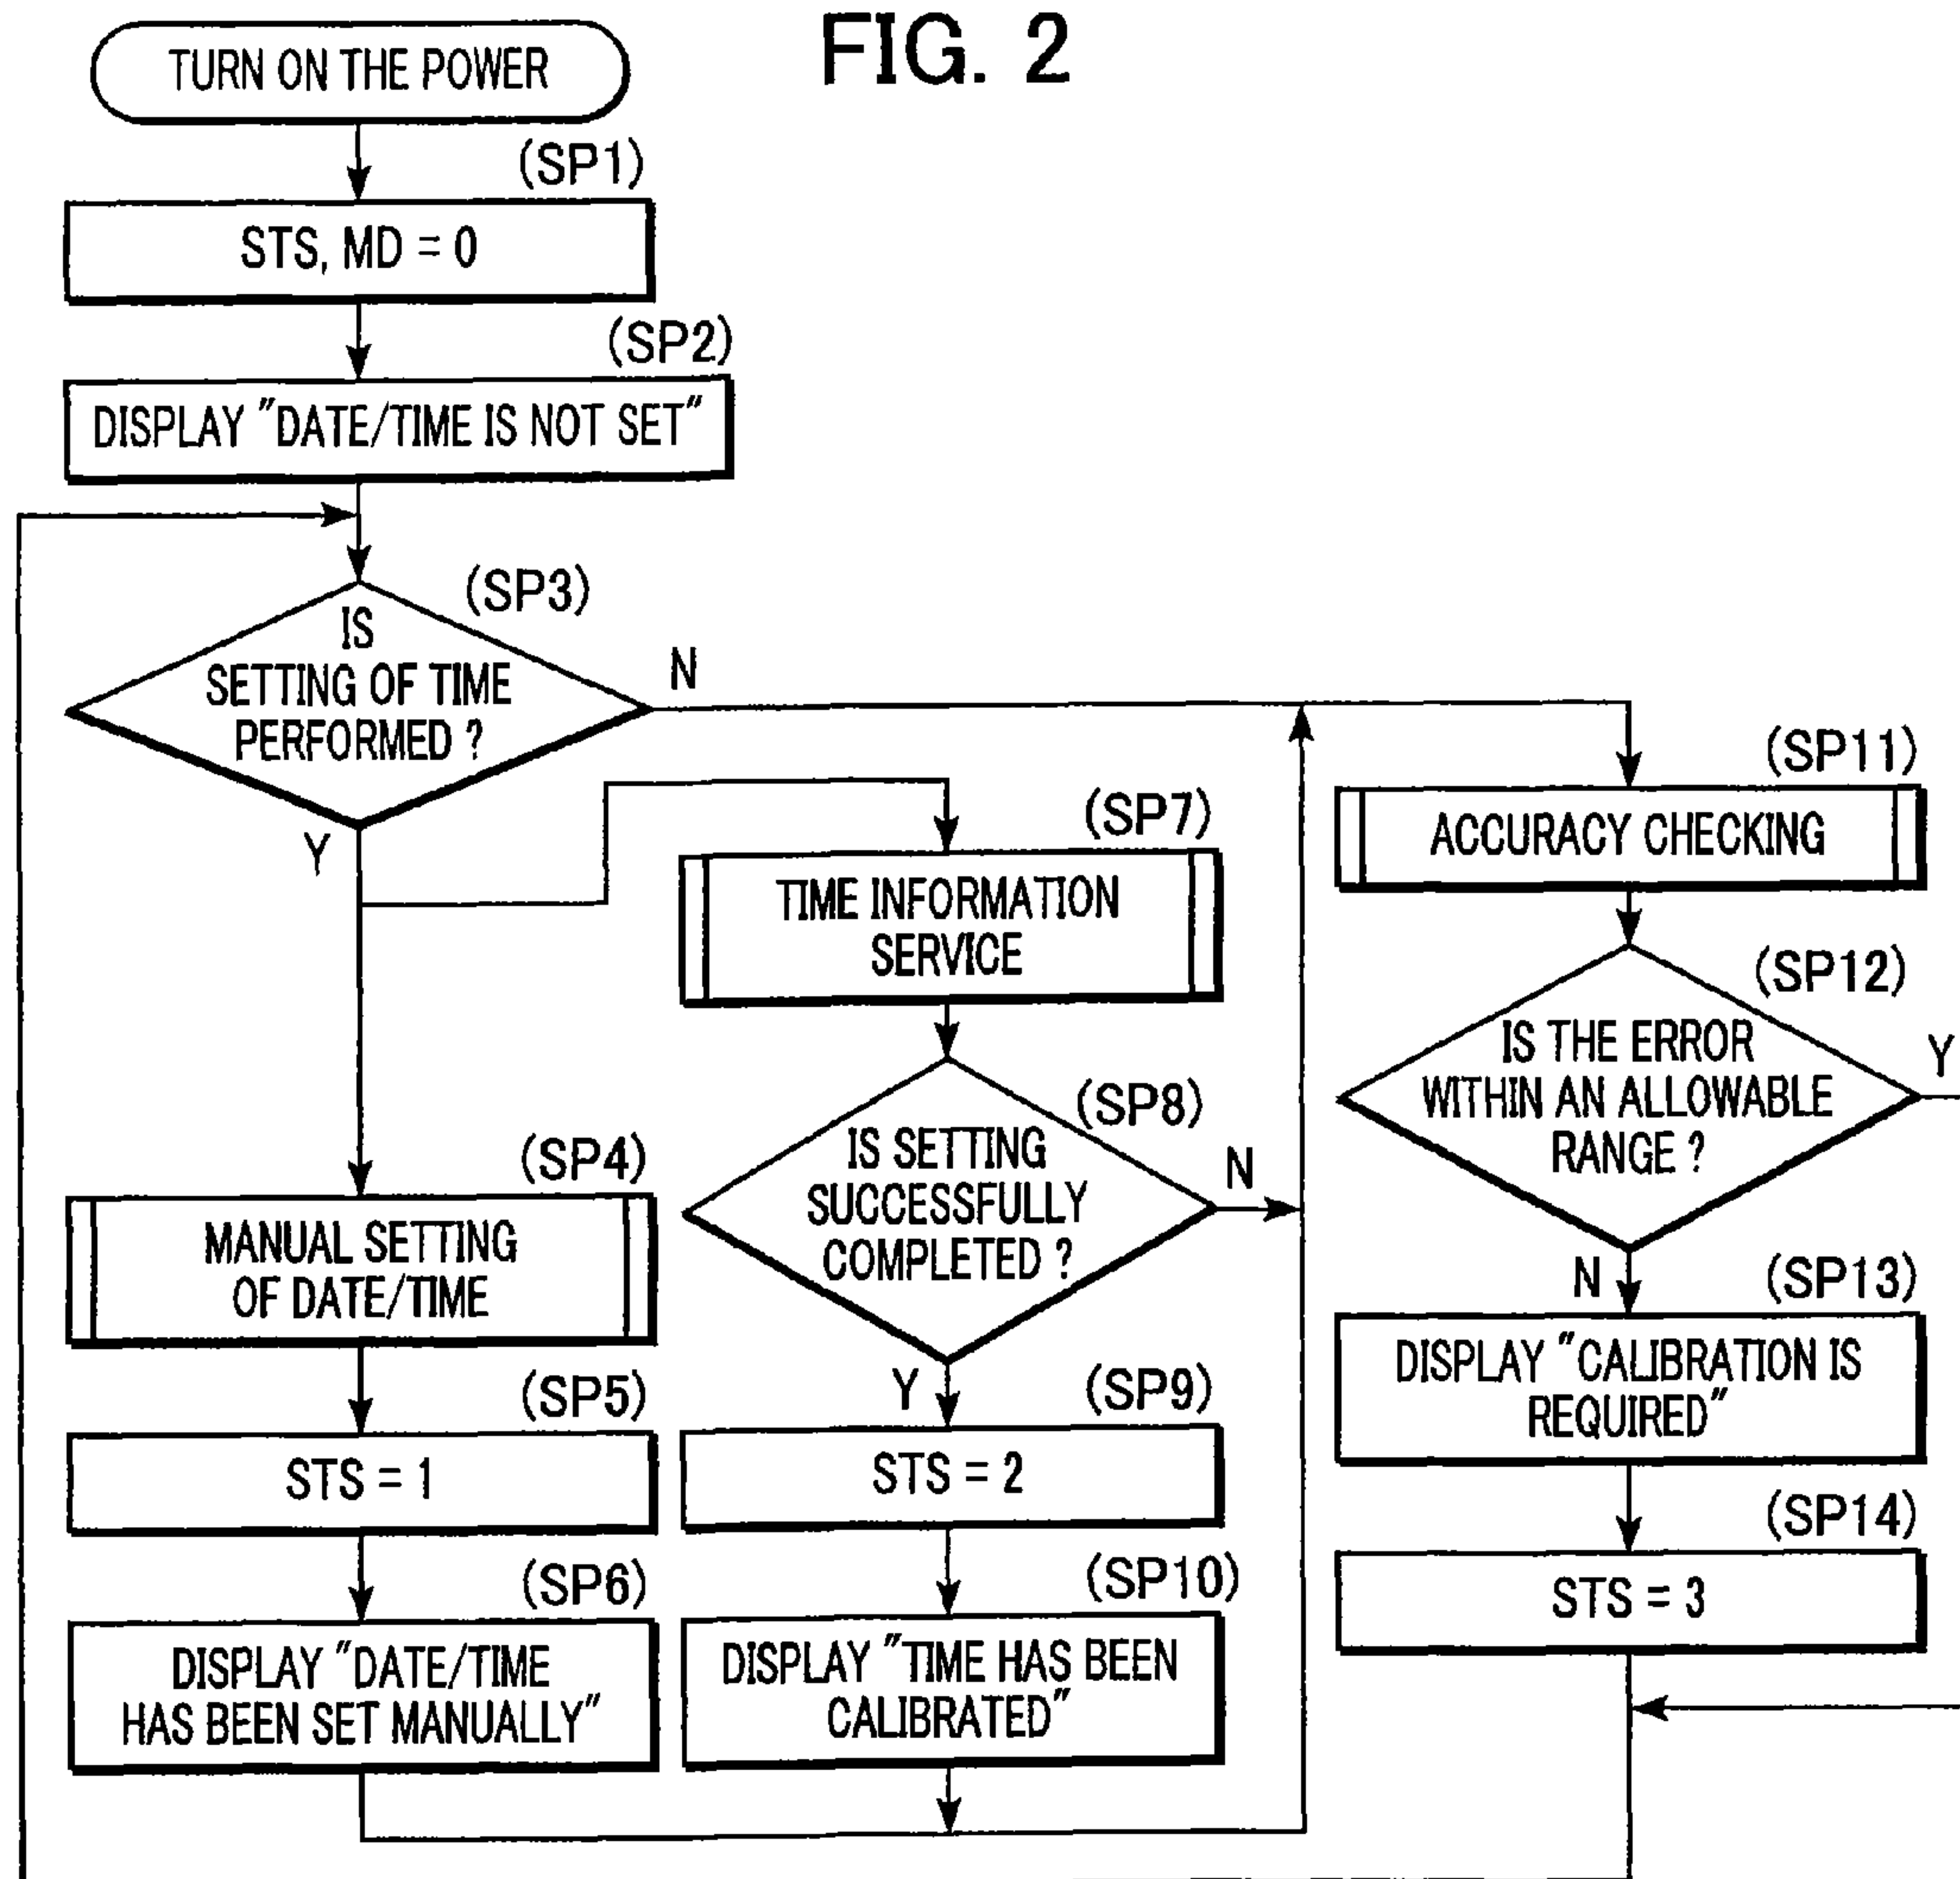 FIG. 2
TURN ON THE POWER
(SP1)
STS, MD = 0
(SP2)
DISPLAY "DATE/TIME IS NOT SET"
(SP3)
IS
SETTING OF TIME
PERFORMED ?
N
Y
(SP4)
MANUAL SETTING
OF DATE/TIME
(SP5)
STS = 1
(SP6)
DISPLAY "DATE/TIME
HAS BEEN SET MANUALLY"
(SP7)
TIME INFORMATION
SERVICE
(SP8)
IS SETTING
SUCCESSFULLY
COMPLETED ?
N
Y
(SP9)
STS = 2
(SP10)
DISPLAY "TIME HAS BEEN
CALIBRATED"
(SP11)
ACCURACY CHECKING
(SP12)
IS THE ERROR
WITHIN AN ALLOWABLE
RANGE ?
Y
N
(SP13)
DISPLAY "CALIBRATION IS
REQUIRED"
(SP14)
STS = 3